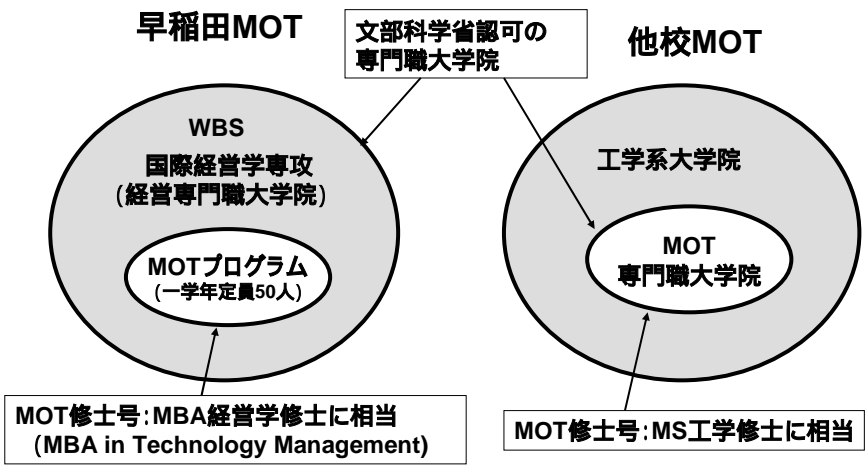 早稲田MOT
文部科学省認可の
専門職大学院
他校MOT
WBS
国際経営学専攻
(経営専門職大学院)
MOTプログラム
(一学年定員50人)
工学系大学院
MOT
専門職大学院
MOT修士号:MBA経営学修士に相当
(MBA in Technology Management)
MOT修士号:MS工学修士に相当